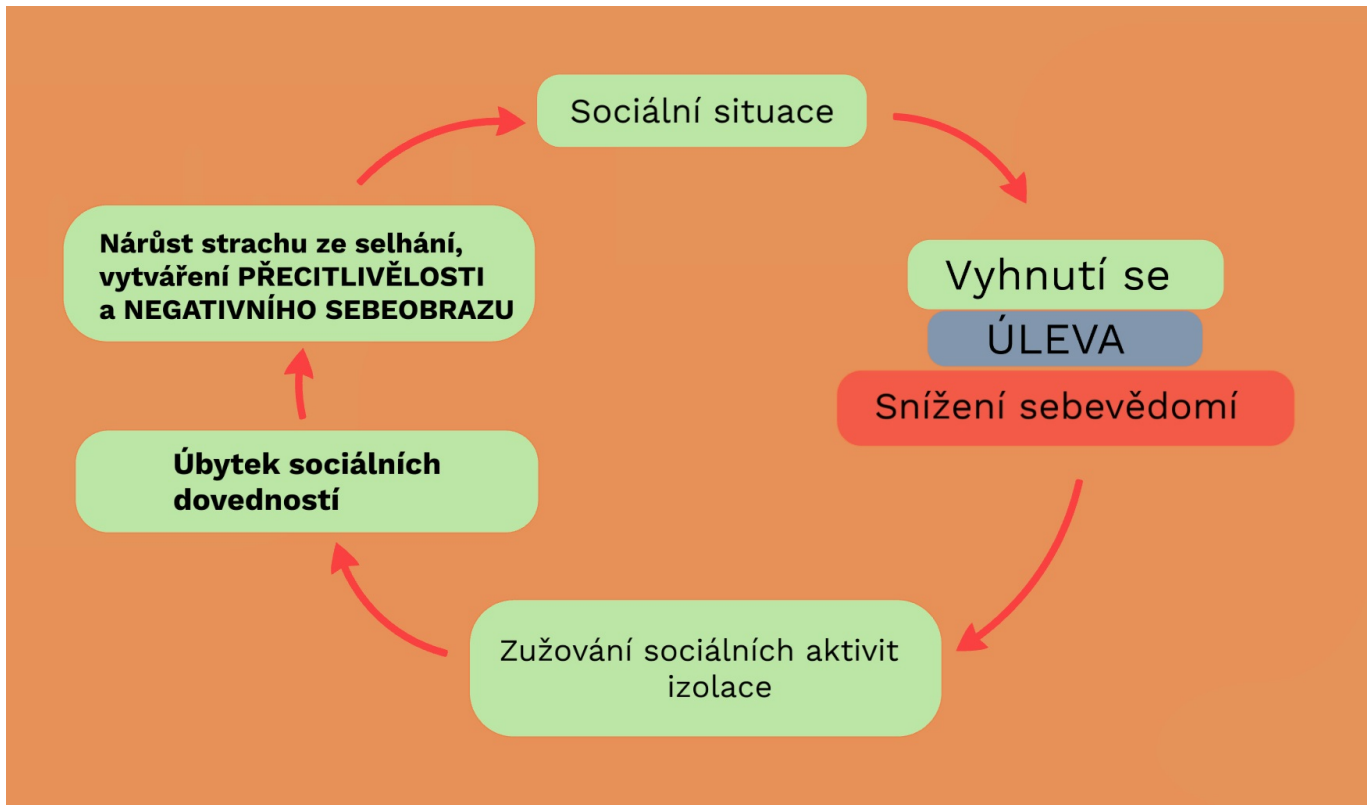 Sociální situace
Vyhnutí se
ÚLEVA
Snížení sebevědomí
Zužování sociálních aktivit
izolace
Úbytek sociálních
dovedností
Nárůst strachu ze selhání,
vytváření PŘECITLIVĚLOSTI
a NEGATIVNÍHO SEBEOBRAZU